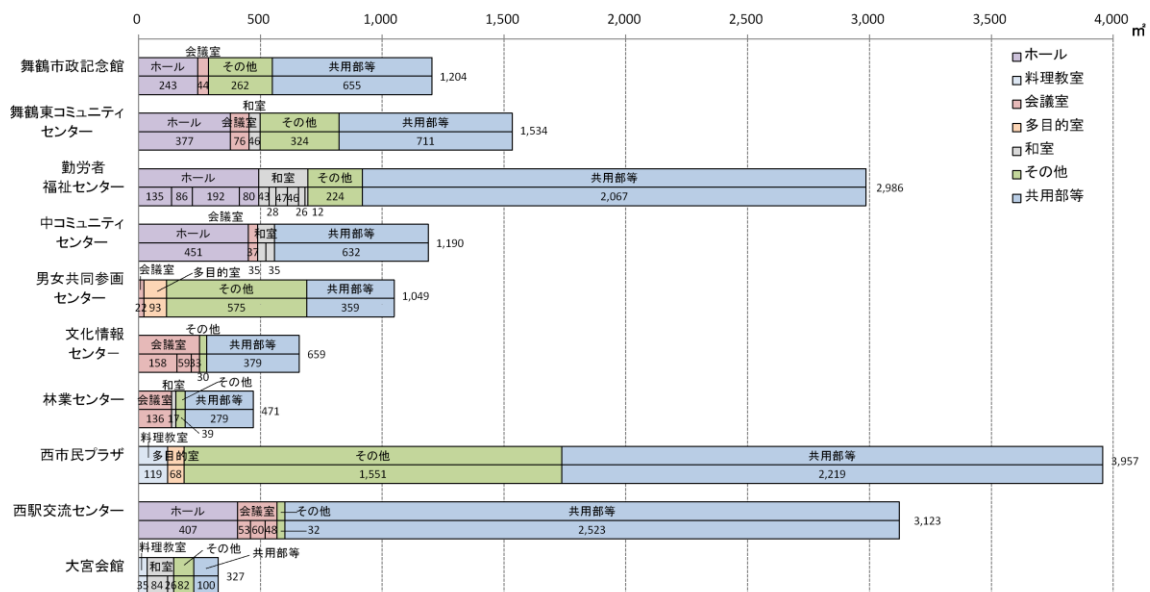 0 500 1,000 1,500 2,000 2,500 3,000 3,500 4,000
㎡
ホール
料理教室
会議室
多目的室
和室
その他
共用部等
舞鶴市政記念館
会議室
ホール その他 共用部等
243 44 262 655 1,204
舞鶴東コミュニティ
センター
和室
ホール 会議室 その他 共用部等
377 76 46 324 711 1,534
勤労者
福祉センター
ホール 和室 その他 共用部等
135 86 192 80 43 47 46 224 2,067 2,986
28 26 12
中コミュニティ
センター
会議室
ホール 和室 共用部等
451 37 632 1,190
35 35
男女共同参画
センター
会議室 多目的室
その他 共用部等
22 93 575 359 1,049
文化情報
センター
その他
会議室 共用部等
158 59 33 379 659
30
林業センター
和室 その他
会議室 共用部等
136 17 279 471
39
西市民プラザ
料理教室
多目的室 その他 共用部等
119 68 1,551 2,219 3,957
西駅交流センター
ホール 会議室 その他 共用部等
407 53 60 48 32 2,523 3,123
大宮会館
料理教室 その他 共用部等
和室
35 84 26 82 100 327